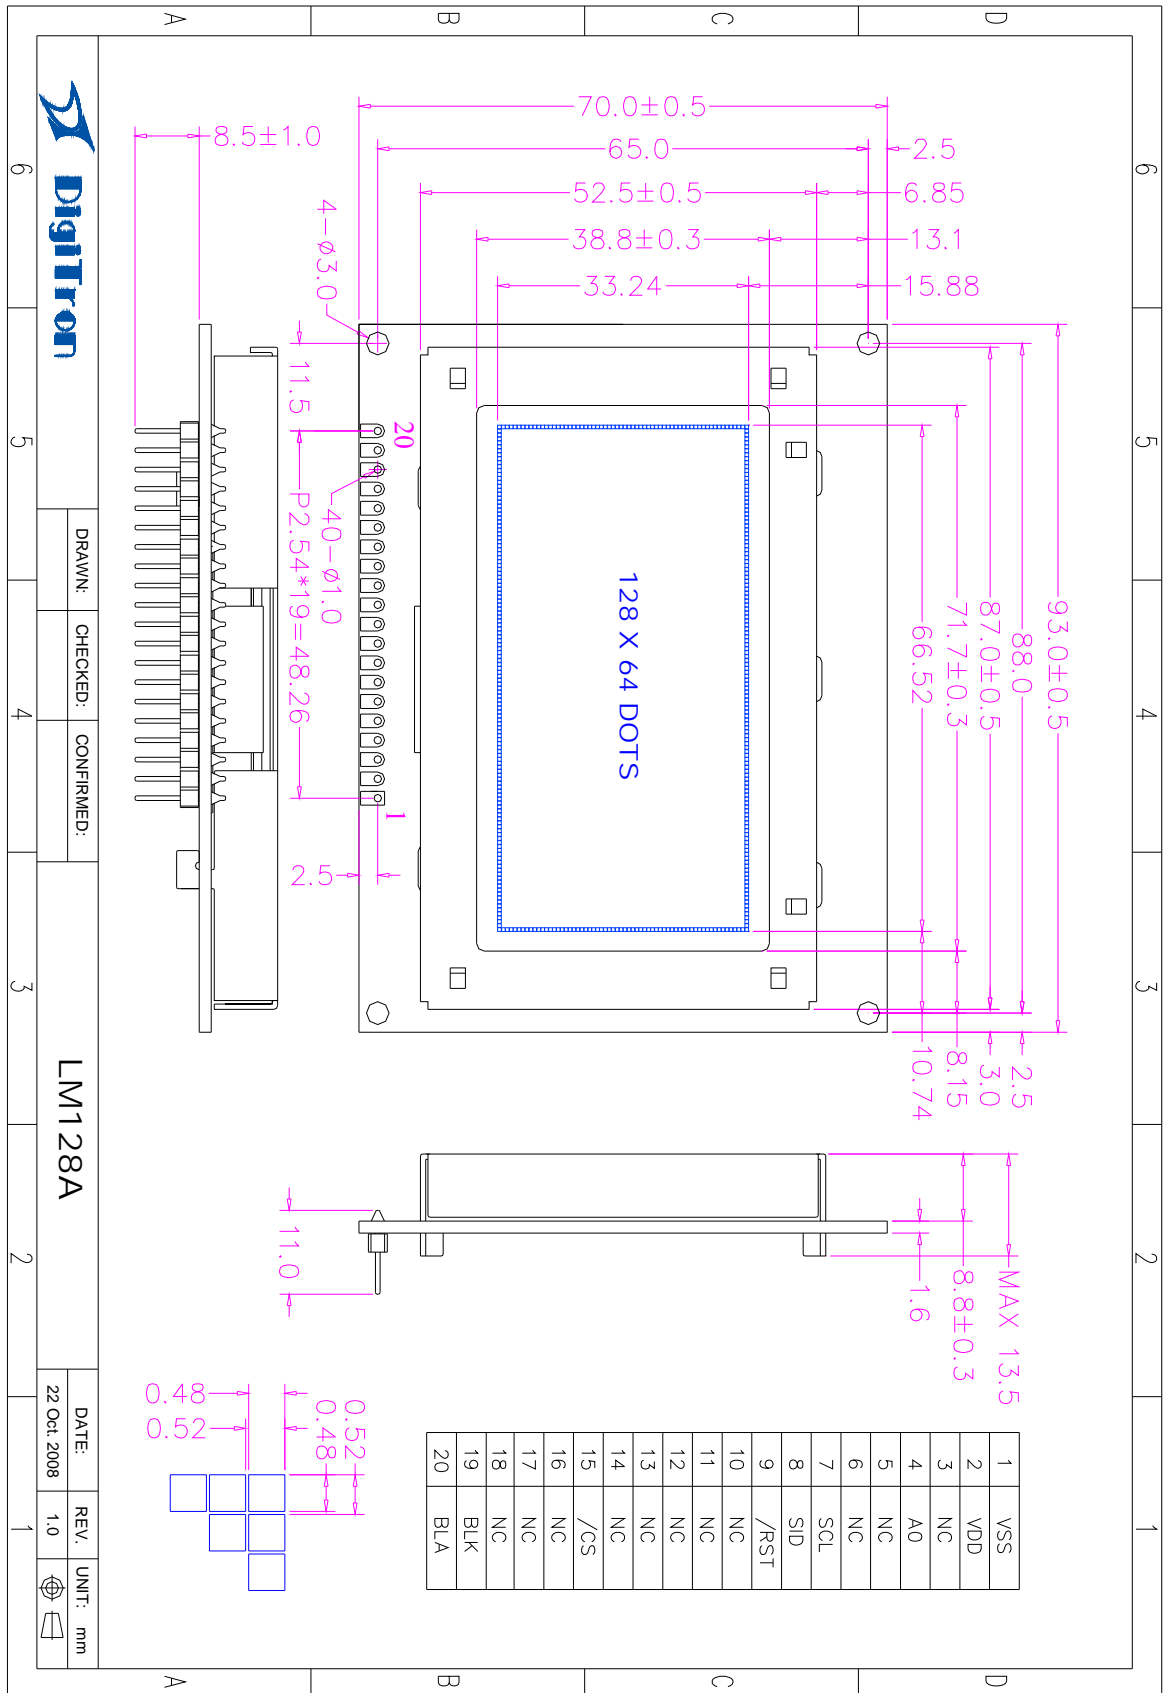 A
B
C
D
6
5
4
3
2
1
6
5
4
3
2
1
A
B
C
D
93.0±0.5
88.0
2.5
87.0±0.5
3.0
71.7±0.3
8.15
66.52
10.74
70.0±0.5
65.0
2.5
52.5±0.5
6.85
38.8±0.3
13.1
33.24
15.88
128 X 64 DOTS
4-ø3.0
20
1
40-ø1.0
11.5
P2.54*19=48.26
2.5
8.5±1.0
MAX 13.5
8.8±0.3
1.6
11.0
1 VSS
2 VDD
3 NC
4 A0
5 NC
6 NC
7 SCL
8 SID
9 /RST
10 NC
11 NC
12 NC
13 NC
14 NC
15 /CS
16 NC
17 NC
18 NC
19 BLK
20 BLA
0.52
0.48
0.48
0.52
DigiTron
DRAWN:
CHECKED:
CONFIRMED:
LM128A
DATE:
22 Oct. 2008
REV.
1.0
UNIT: mm